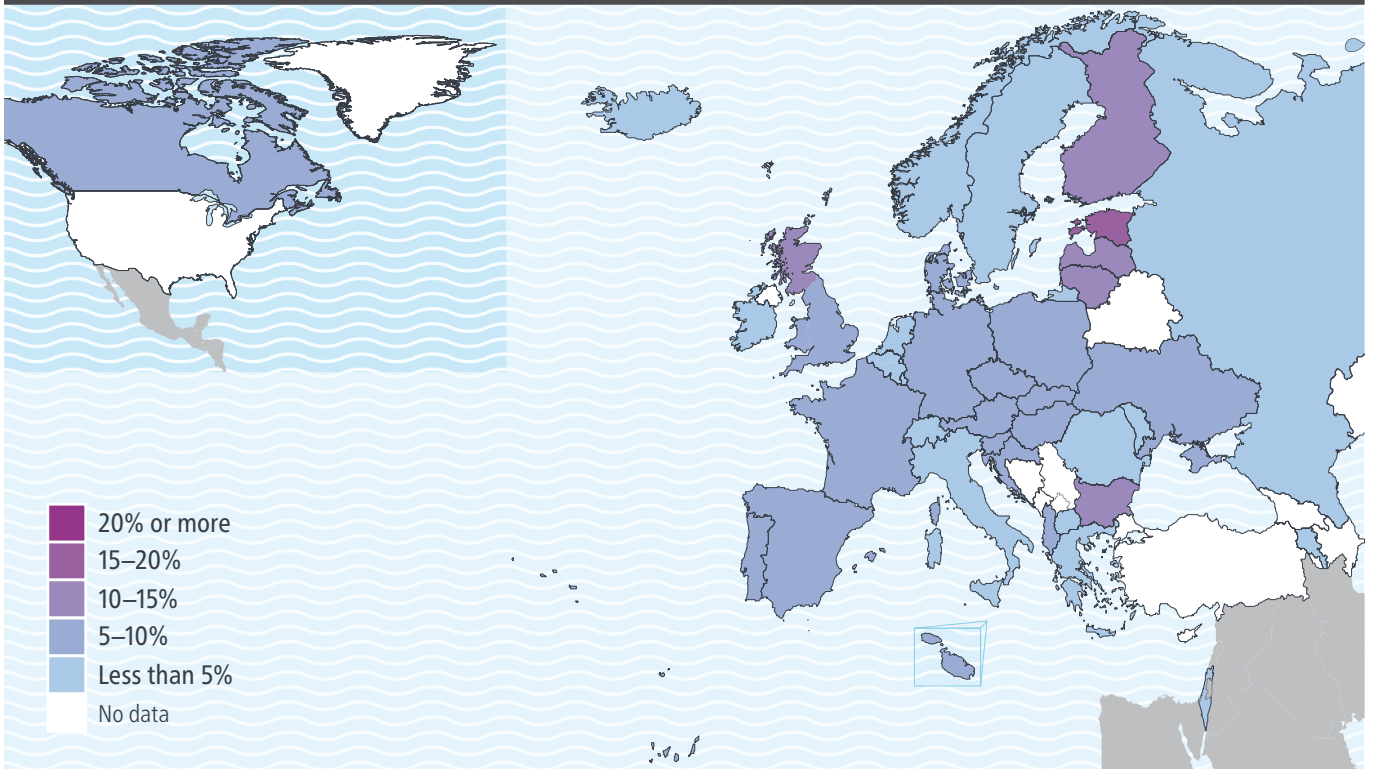 20% or more
15–20%
10–15%
5–10%
Less than 5%
No data